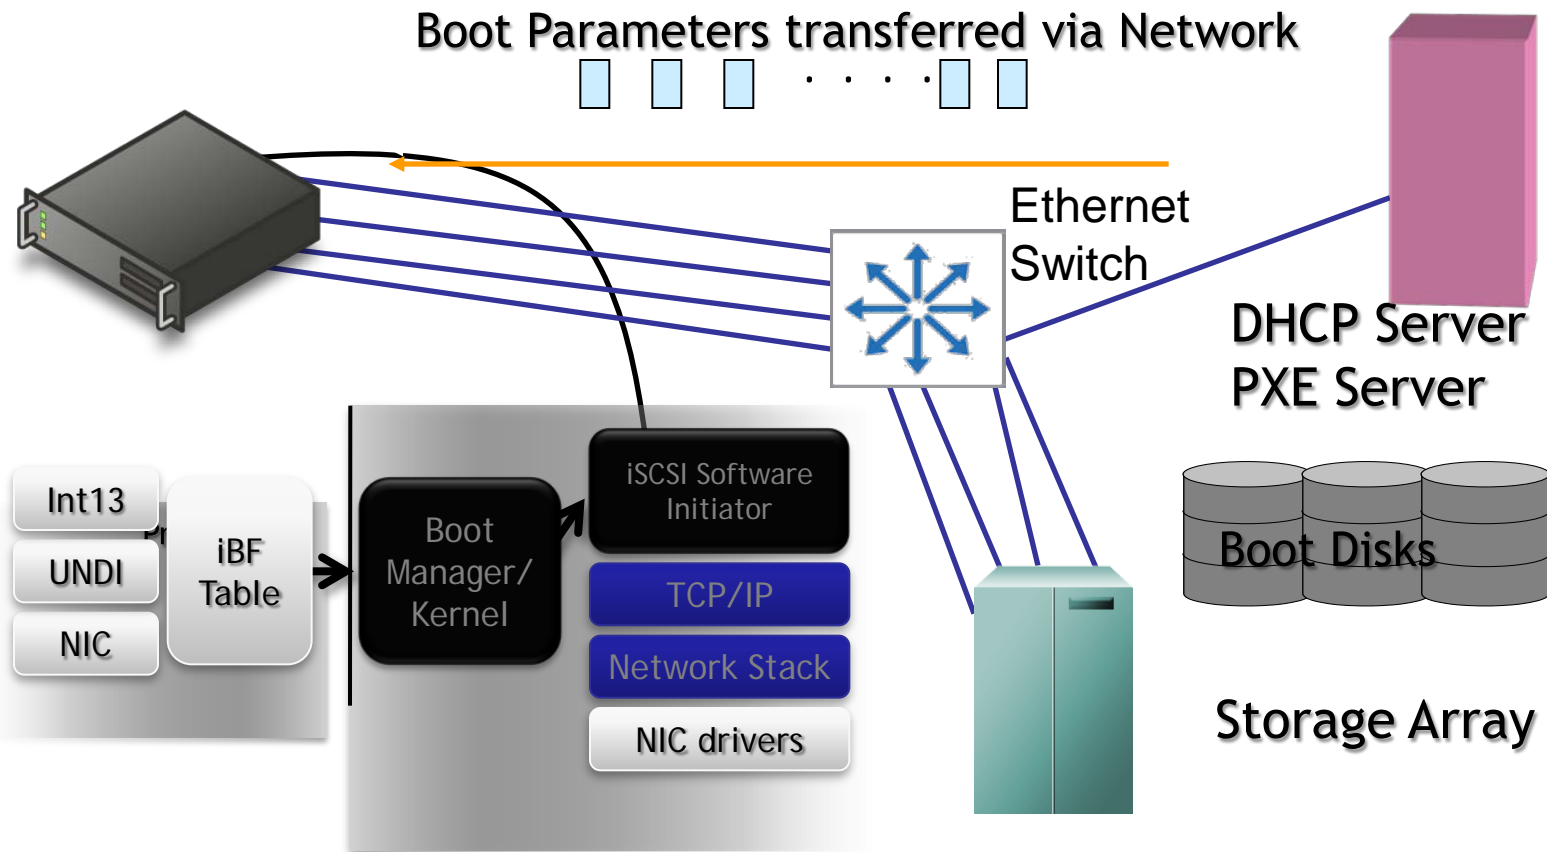 Boot Parameters transferred via Network
Ethernet
Switch
DHCP Server
PXE Server
Int13
UNDI
NIC
iBF
Table
Boot
Manager/
Kernel
iSCSI Software
Initiator
TCP/IP
Network Stack
NIC drivers
Boot Disks
Storage Array